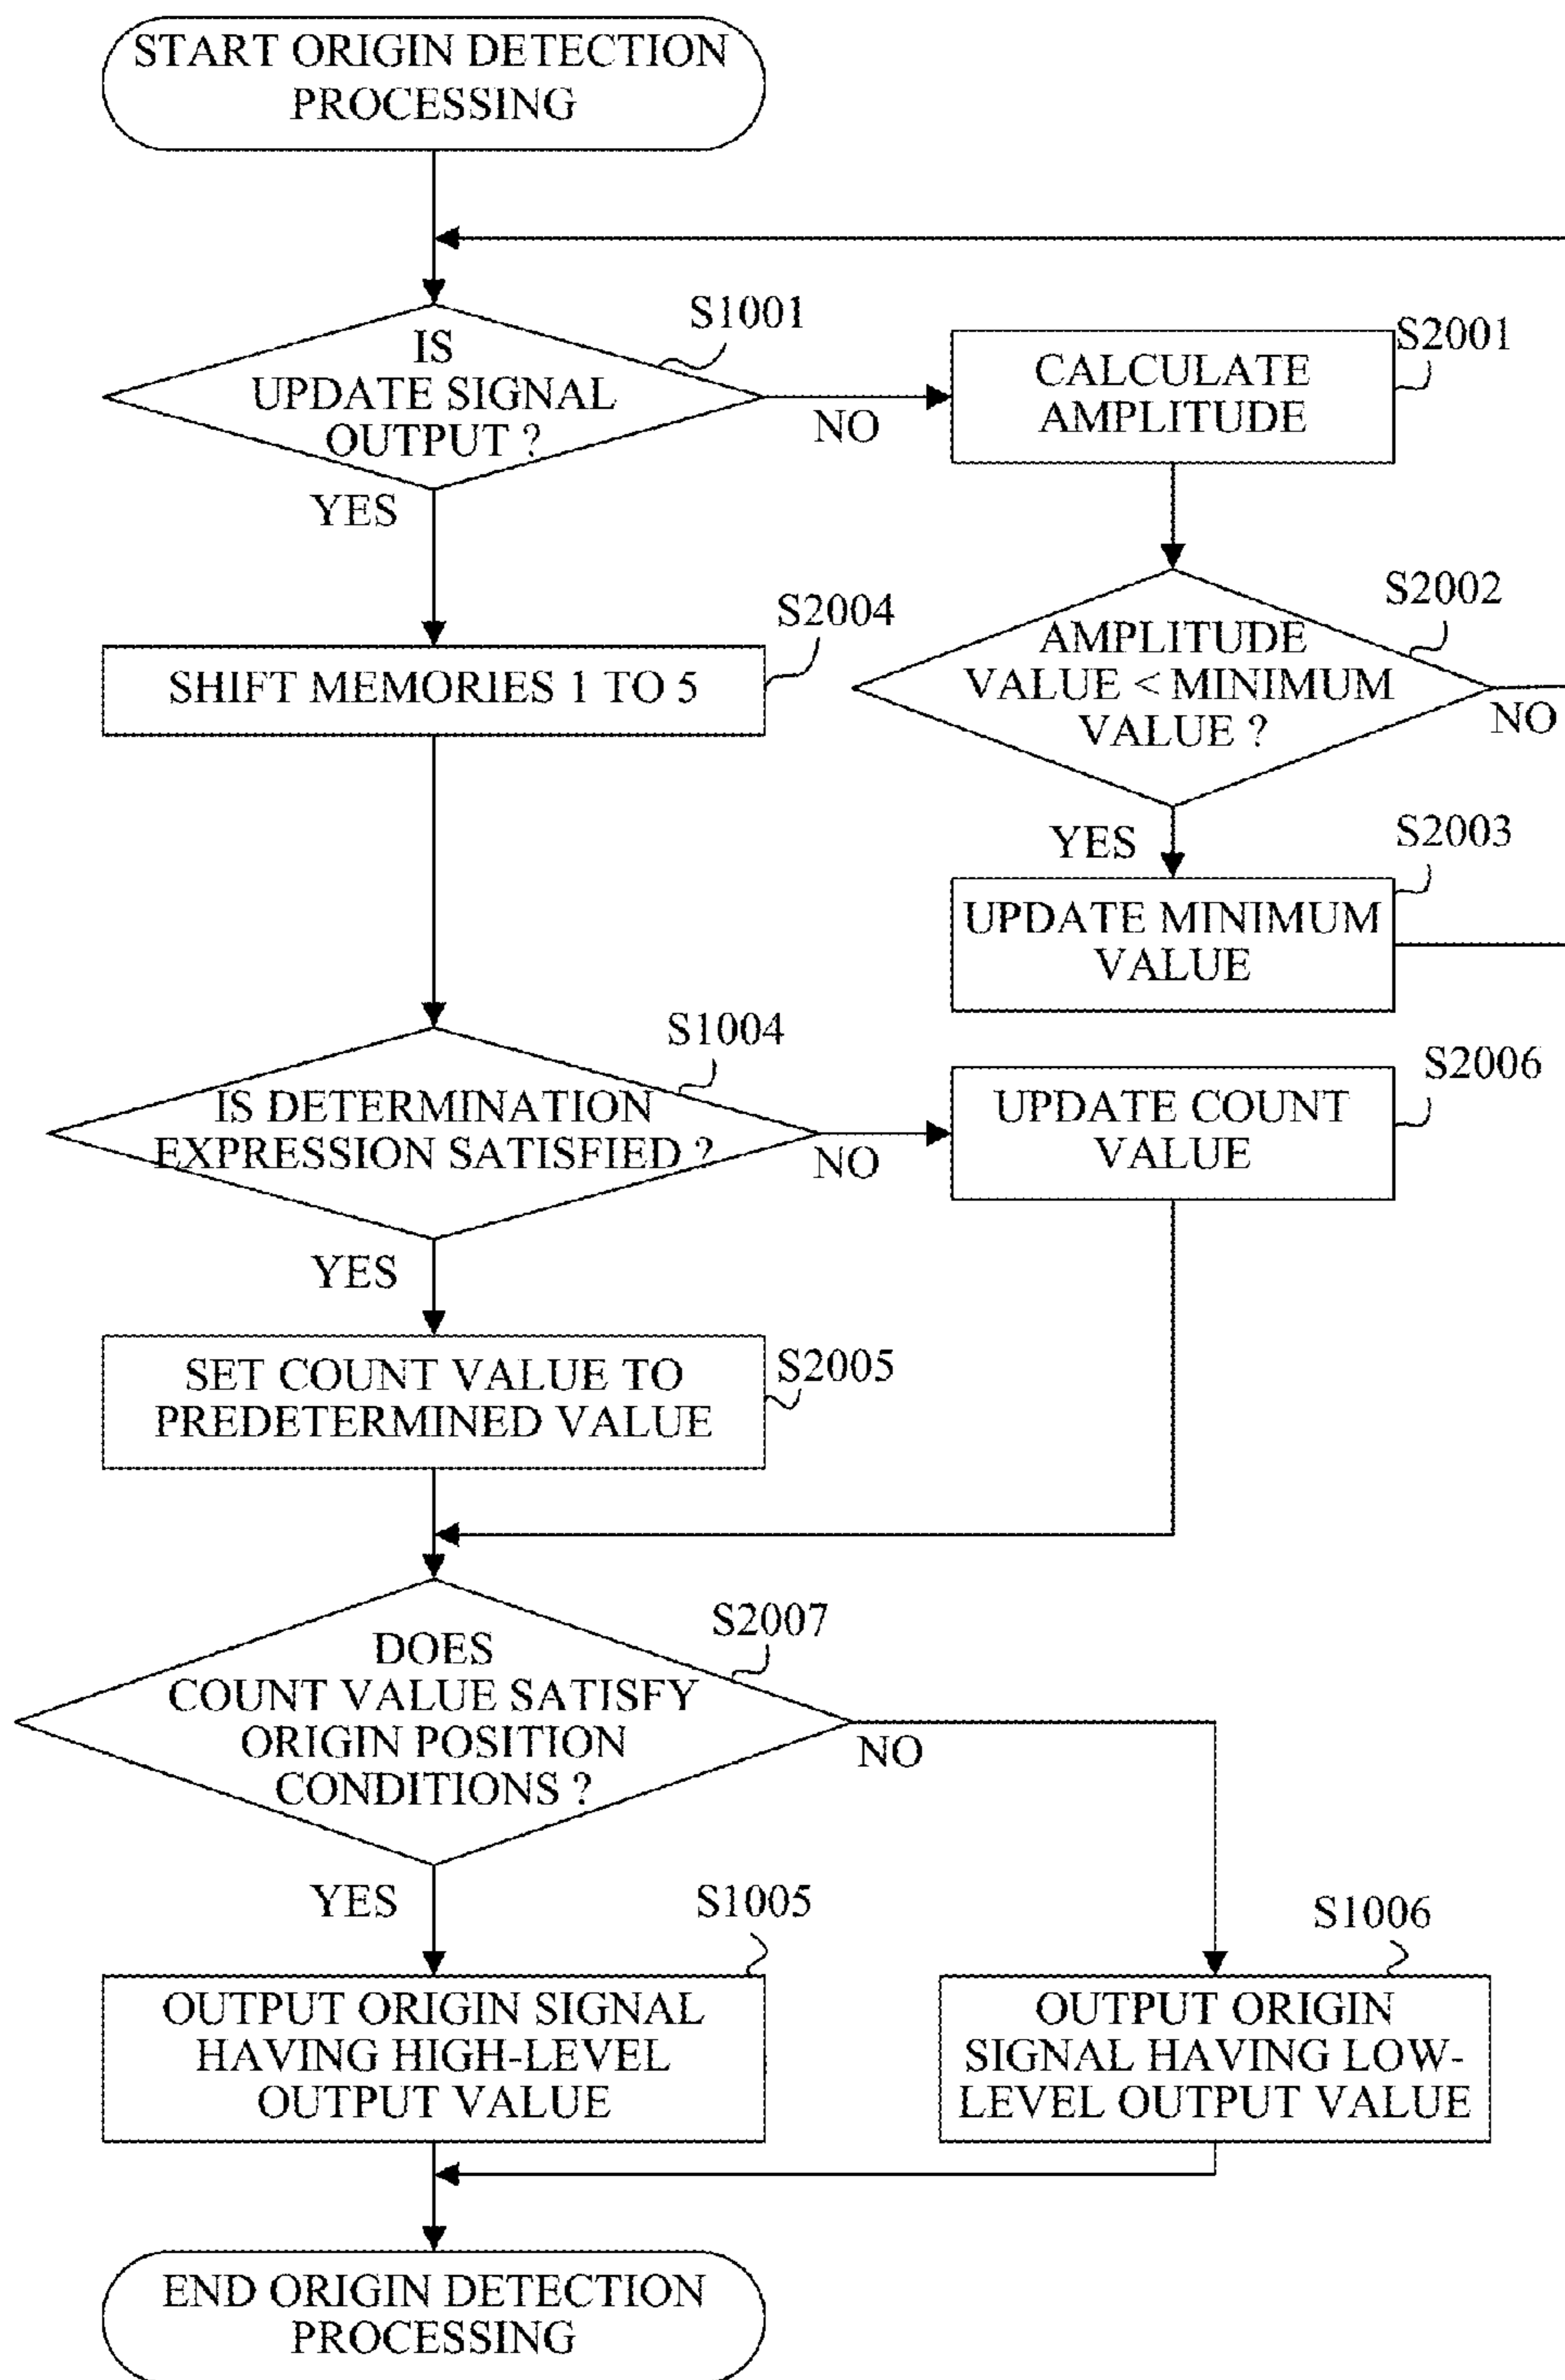 START ORIGIN DETECTION
PROCESSING
S1001
IS
UPDATE SIGNAL
OUTPUT ?
NO
YES
S2001
CALCULATE
AMPLITUDE
S2002
AMPLITUDE
VALUE < MINIMUM
VALUE ?
NO
YES
S2003
UPDATE MINIMUM
VALUE
S2004
SHIFT MEMORIES 1 TO 5
S1004
IS DETERMINATION
EXPRESSION SATISFIED ?
NO
YES
S2006
UPDATE COUNT
VALUE
S2005
SET COUNT VALUE TO
PREDETERMINED VALUE
S2007
DOES
COUNT VALUE SATISFY
ORIGIN POSITION
CONDITIONS ?
NO
YES
S1005
OUTPUT ORIGIN SIGNAL
HAVING HIGH-LEVEL
OUTPUT VALUE
S1006
OUTPUT ORIGIN
SIGNAL HAVING LOW-
LEVEL OUTPUT VALUE
END ORIGIN DETECTION
PROCESSING